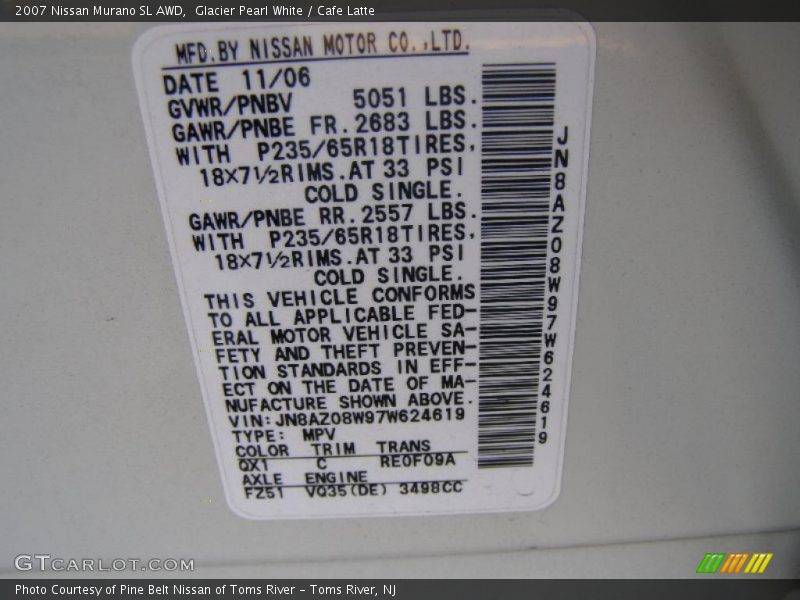 2007 Nissan Murano SL AWD,  Glacier Pearl White / Cafe Latte
MFD.BY NISSAN MOTOR CO.,LTD.
DATE 11/06
GVWR/PNBV 5051 LBS.
GAWR/PNBE FR.2683 LBS.
WITH P235/65R18TIRES,
18X7½RIMS.AT 33 PSI
COLD SINGLE.
GAWR/PNBE RR.2557 LBS.
WITH P235/65R18TIRES,
18X7½RIMS.AT 33 PSI
COLD SINGLE.
THIS VEHICLE CONFORMS
TO ALL APPLICABLE FED-
ERAL MOTOR VEHICLE SA-
FETY AND THEFT PREVEN-
TION STANDARDS IN EFF-
ECT ON THE DATE OF MA-
NUFACTURE SHOWN ABOVE.
VIN:JN8AZ08W97W624619
TYPE: MPV
COLOR TRIM TRANS
QX1 C RE0F09A
AXLE ENGINE
FZ51 VQ35(DE) 3498CC
JN8AZ08W97W624619
GTCARLOT.COM
Photo Courtesy of Pine Belt Nissan of Toms River - Toms River, NJ